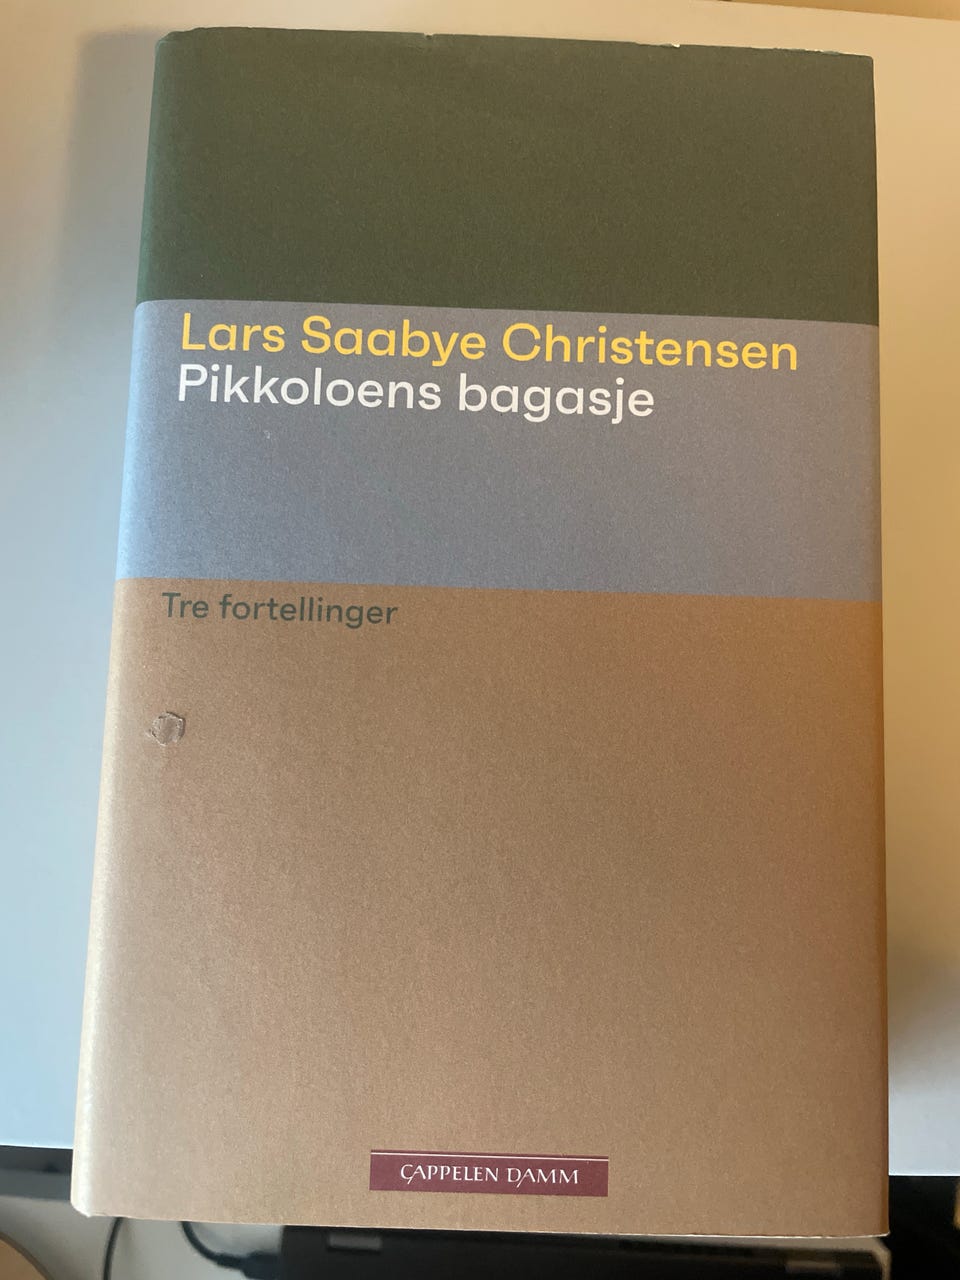 Lars Saabye Christensen
Pikkoloens bagasje
Tre fortellinger
CAPPELEN DAMM